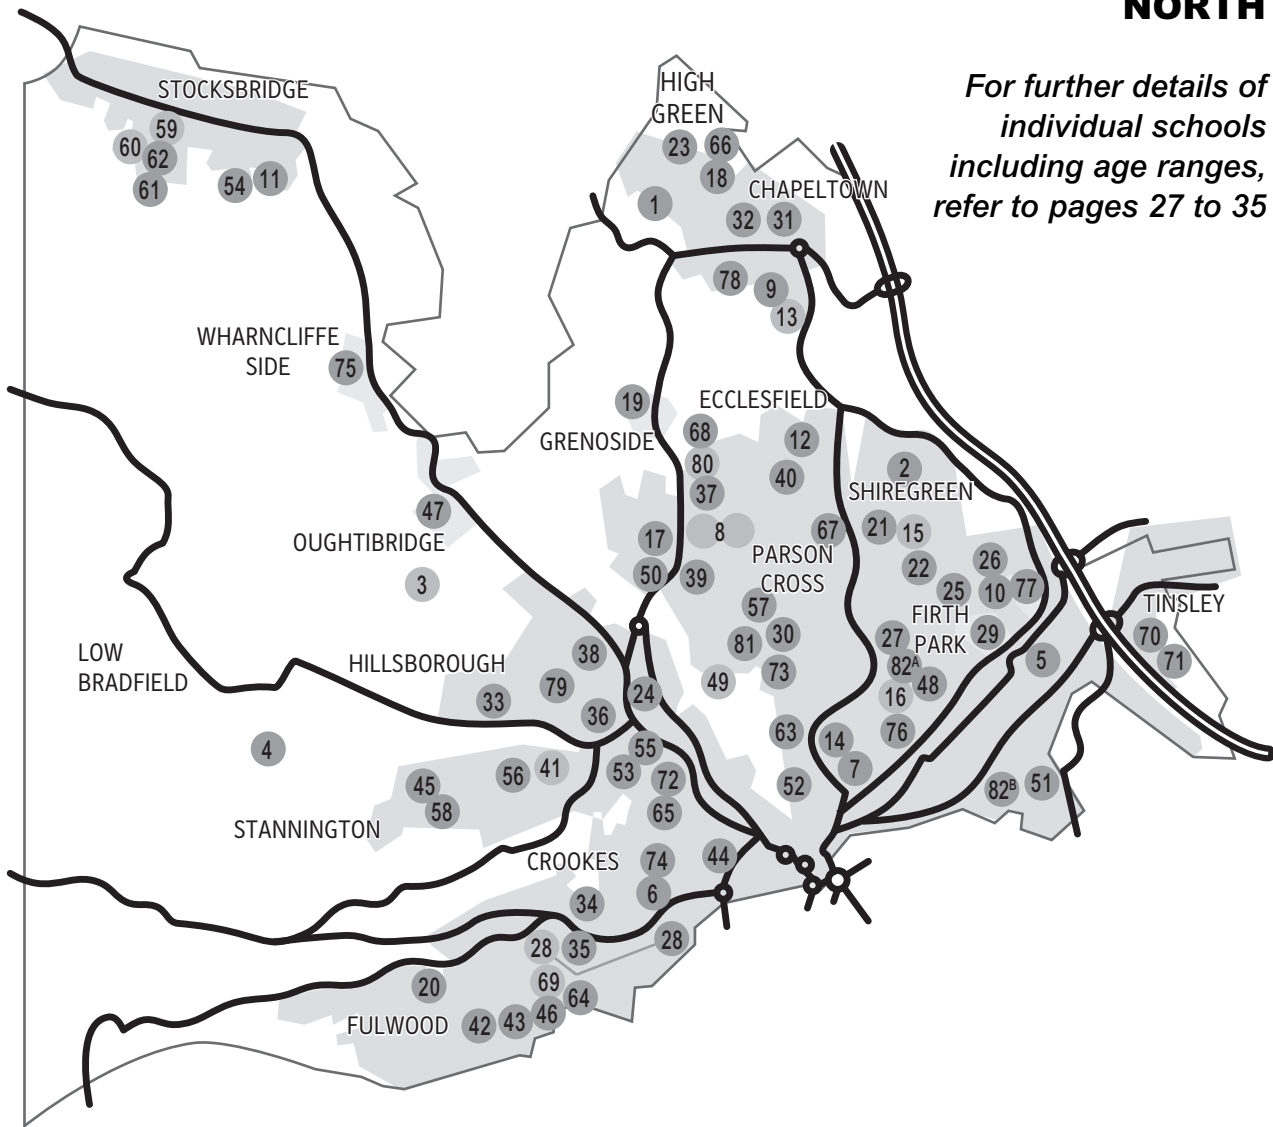 NORTH
For further details of
individual schools
including age ranges,
refer to pages 27 to 35
HIGH
GREEN
STOCKSBRIDGE
59
60
62
61
54
11
23
66
18
CHAPELTOWN
1
32
31
78
9
13
WHARNCLIFFE
SIDE
75
19
ECCLESFIELD
GRENOSIDE
68
12
80
40
37
2
SHIREGREEN
47
OUGHTIBRIDGE
3
17
8
67
21
15
PARSON
CROSS
50
39
22
26
25
10
77
57
FIRTH
PARK
TINSLEY
81
30
27
29
70
71
5
82A
48
16
LOW
BRADFIELD
HILLSBOROUGH
38
79
33
36
24
49
73
63
14
76
7
4
55
56
41
53
72
52
82B
51
45
58
65
STANNINGTON
CROOKES
74
44
6
34
28
35
28
20
69
64
FULWOOD
42
43
46